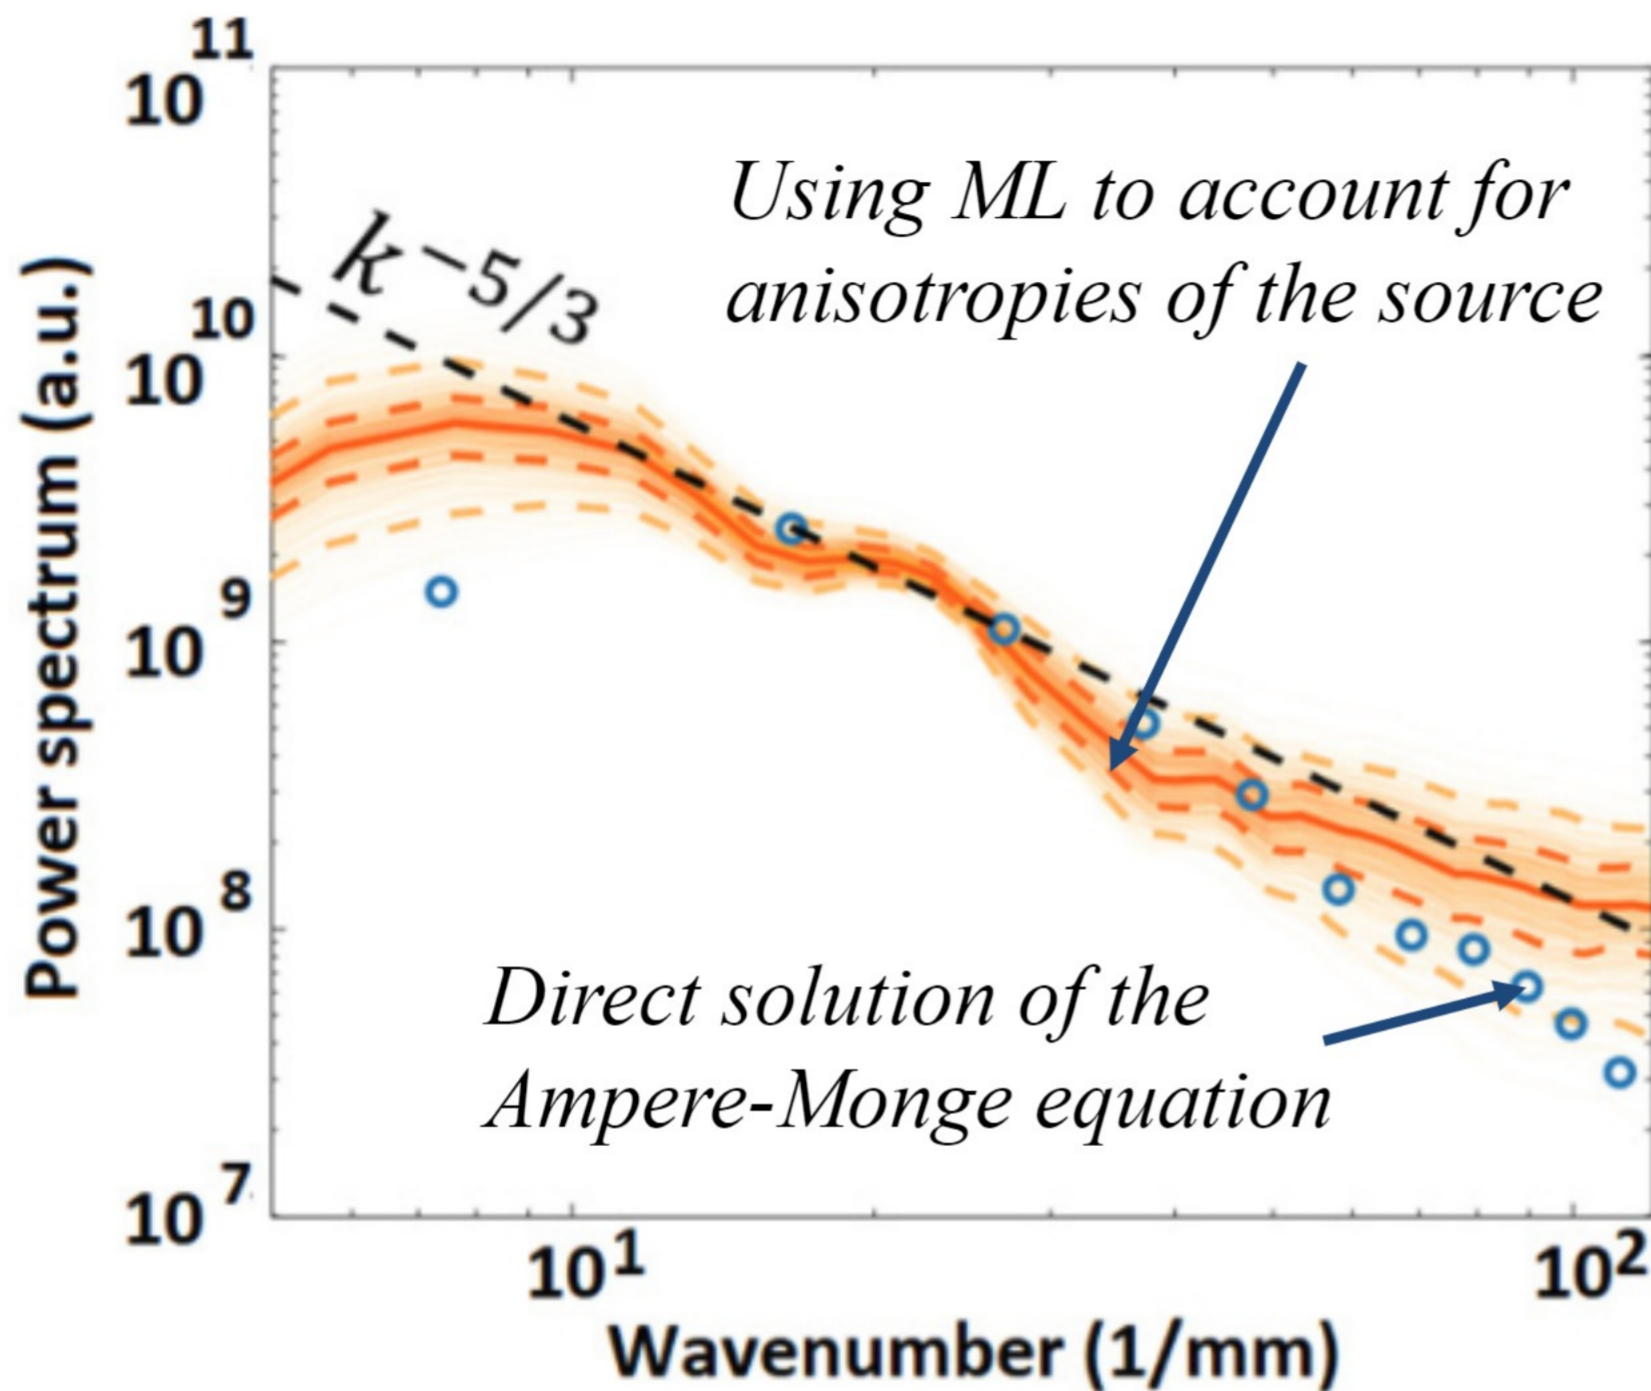 10^11
Using ML to account for
anisotropies of the source
k^−5/3
10^10
10^9
10^8
Direct solution of the
Ampere-Monge equation
10^7
Power spectrum (a.u.)
10^1
10^2
Wavenumber (1/mm)